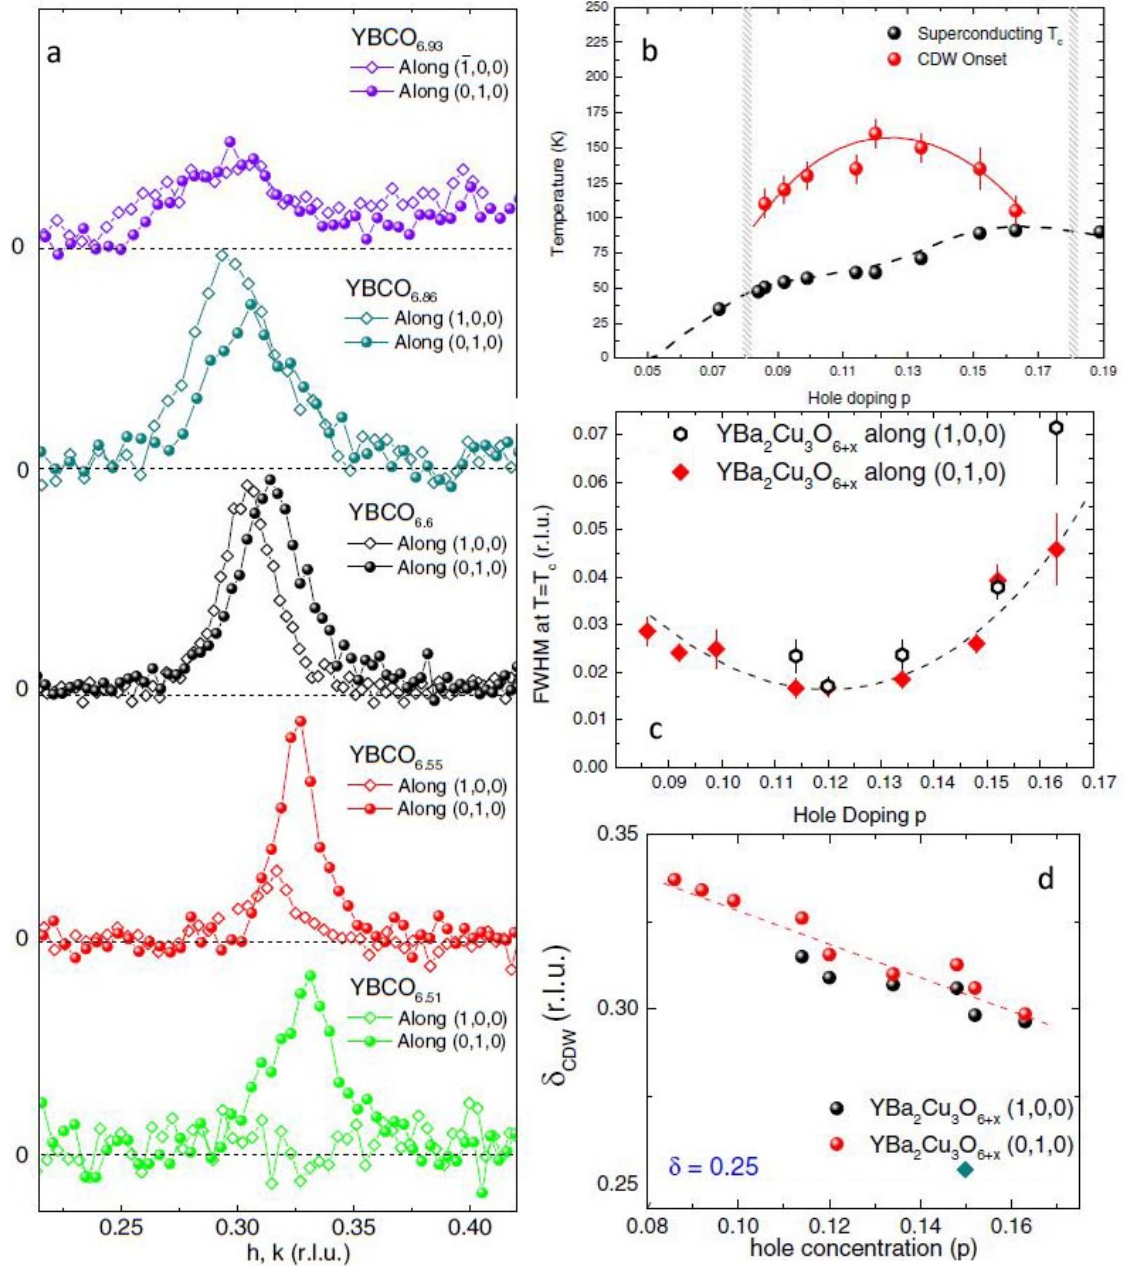 a
YBCO6.93
Along (1̄,0,0)
Along (0,1,0)
0
YBCO6.86
Along (1,0,0)
Along (0,1,0)
0
YBCO6.6
Along (1,0,0)
Along (0,1,0)
0
YBCO6.55
Along (1,0,0)
Along (0,1,0)
0
YBCO6.51
Along (1,0,0)
Along (0,1,0)
0
0.25 0.30 0.35 0.40
h, k (r.l.u.)
b
Superconducting Tc
CDW Onset
250
225
200
175
150
125
100
75
50
25
0
Temperature (K)
0.05 0.07 0.09 0.11 0.13 0.15 0.17 0.19
Hole doping p
YBa2Cu3O6+x along (1,0,0)
YBa2Cu3O6+x along (0,1,0)
0.07
0.06
0.05
0.04
0.03
0.02
0.01
0.00
FWHM at T=Tc (r.l.u.)
c
0.09 0.10 0.11 0.12 0.13 0.14 0.15 0.16 0.17
Hole Doping p
d
0.35
0.30
0.25
δCDW (r.l.u.)
YBa2Cu3O6+x (1,0,0)
YBa2Cu3O6+x (0,1,0)
δ = 0.25
0.08 0.10 0.12 0.14 0.16
hole concentration (p)